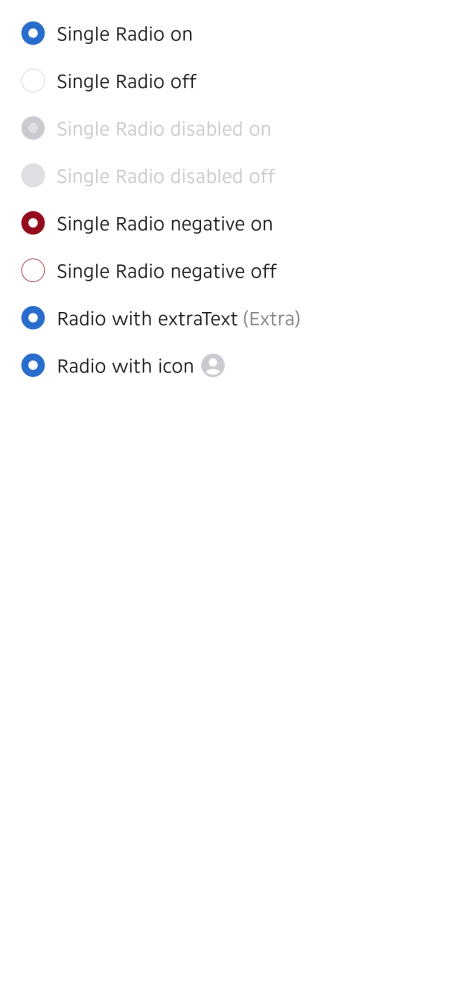 Single Radio on
Single Radio off
Single Radio disabled on
Single Radio disabled off
Single Radio negative on
Single Radio negative off
Radio with extraText (Extra)
Radio with icon